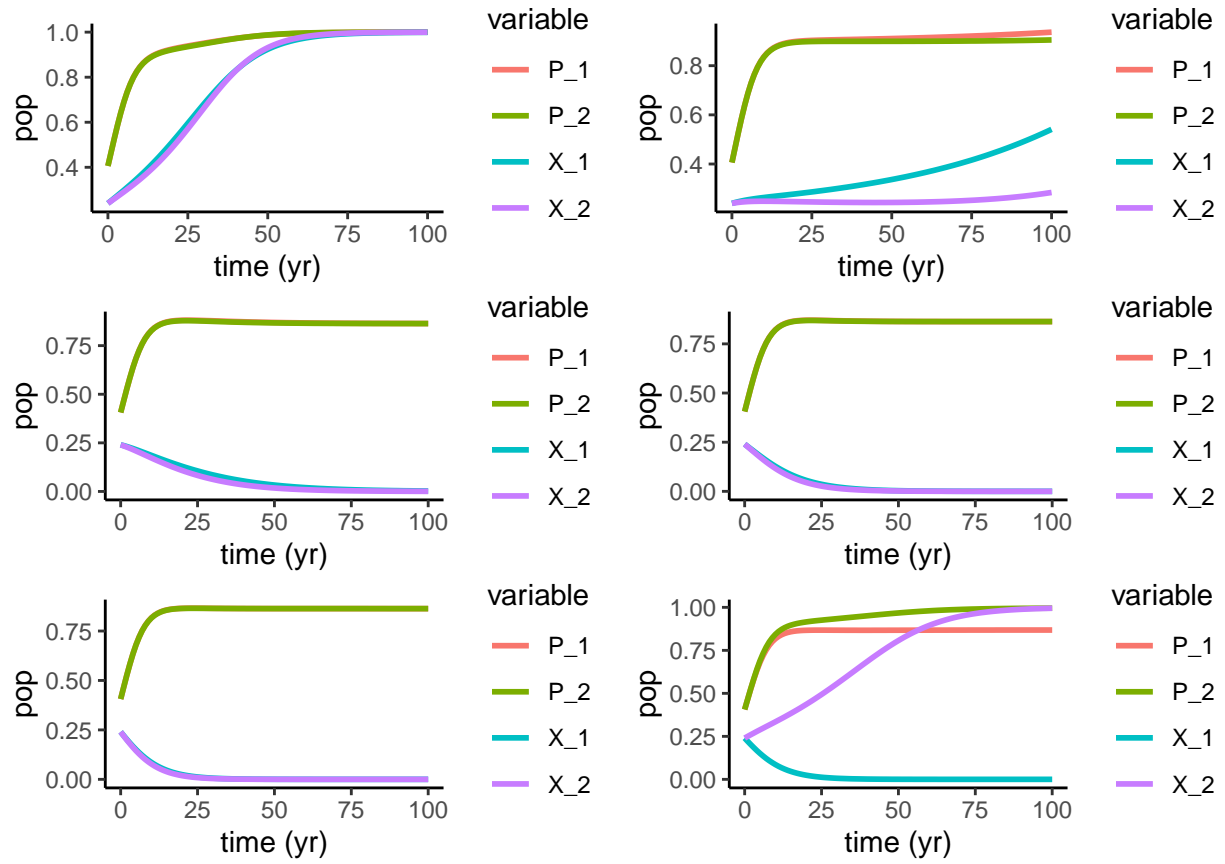 variable
1.0
0.8
0.6
0.4
pop
0 25 50 75 100
time (yr)
P_1
P_2
X_1
X_2
variable
0.8
0.4
pop
0 25 50 75 100
time (yr)
P_1
P_2
X_1
X_2
variable
0.75
0.50
0.25
0.00
pop
0 25 50 75 100
time (yr)
P_1
P_2
X_1
X_2
variable
0.75
0.50
0.25
0.00
pop
0 25 50 75 100
time (yr)
P_1
P_2
X_1
X_2
variable
0.75
0.50
0.25
0.00
pop
0 25 50 75 100
time (yr)
P_1
P_2
X_1
X_2
variable
1.00
0.75
0.50
0.25
0.00
pop
0 25 50 75 100
time (yr)
P_1
P_2
X_1
X_2